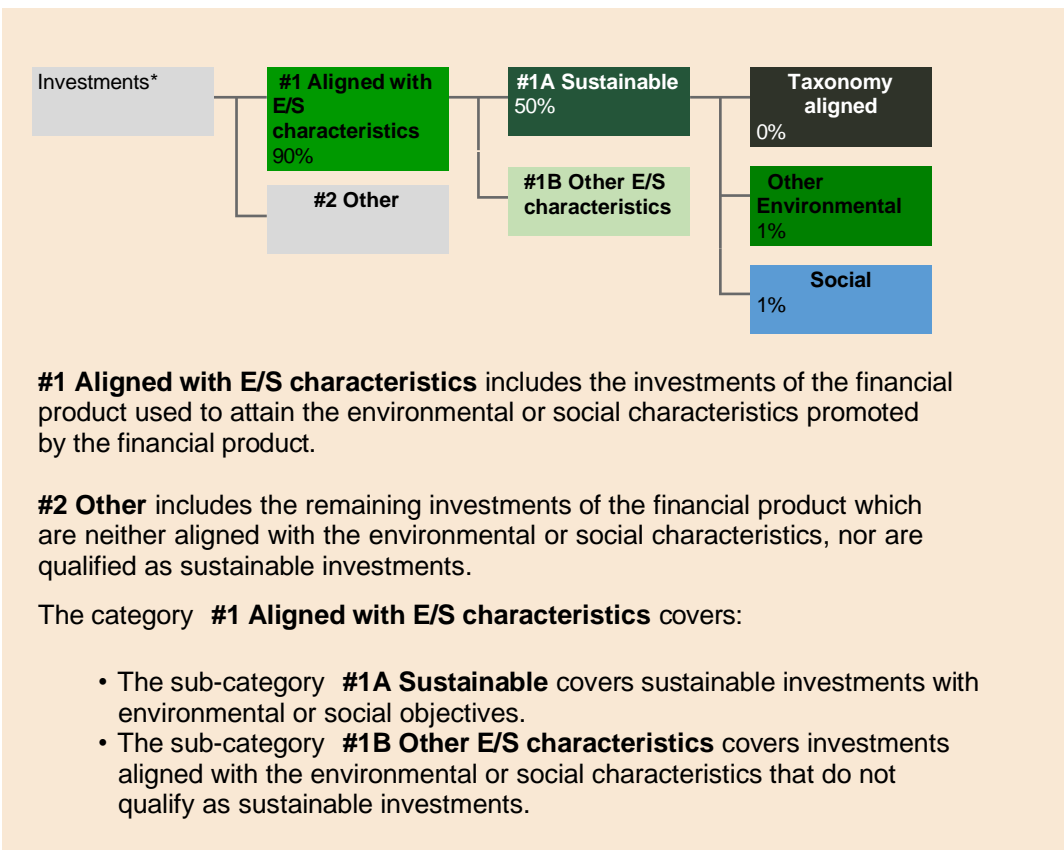 Investments*
#1 Aligned with
E/S
characteristics
90%
#2 Other
#1A Sustainable
50%
#1B Other E/S
characteristics
Taxonomy
aligned
0%
Other
Environmental
1%
Social
1%
#1 Aligned with E/S characteristics includes the investments of the financial
product used to attain the environmental or social characteristics promoted
by the financial product.
#2 Other includes the remaining investments of the financial product which
are neither aligned with the environmental or social characteristics, nor are
qualified as sustainable investments.
The category #1 Aligned with E/S characteristics covers:
• The sub-category #1A Sustainable covers sustainable investments with
environmental or social objectives.
• The sub-category #1B Other E/S characteristics covers investments
aligned with the environmental or social characteristics that do not
qualify as sustainable investments.